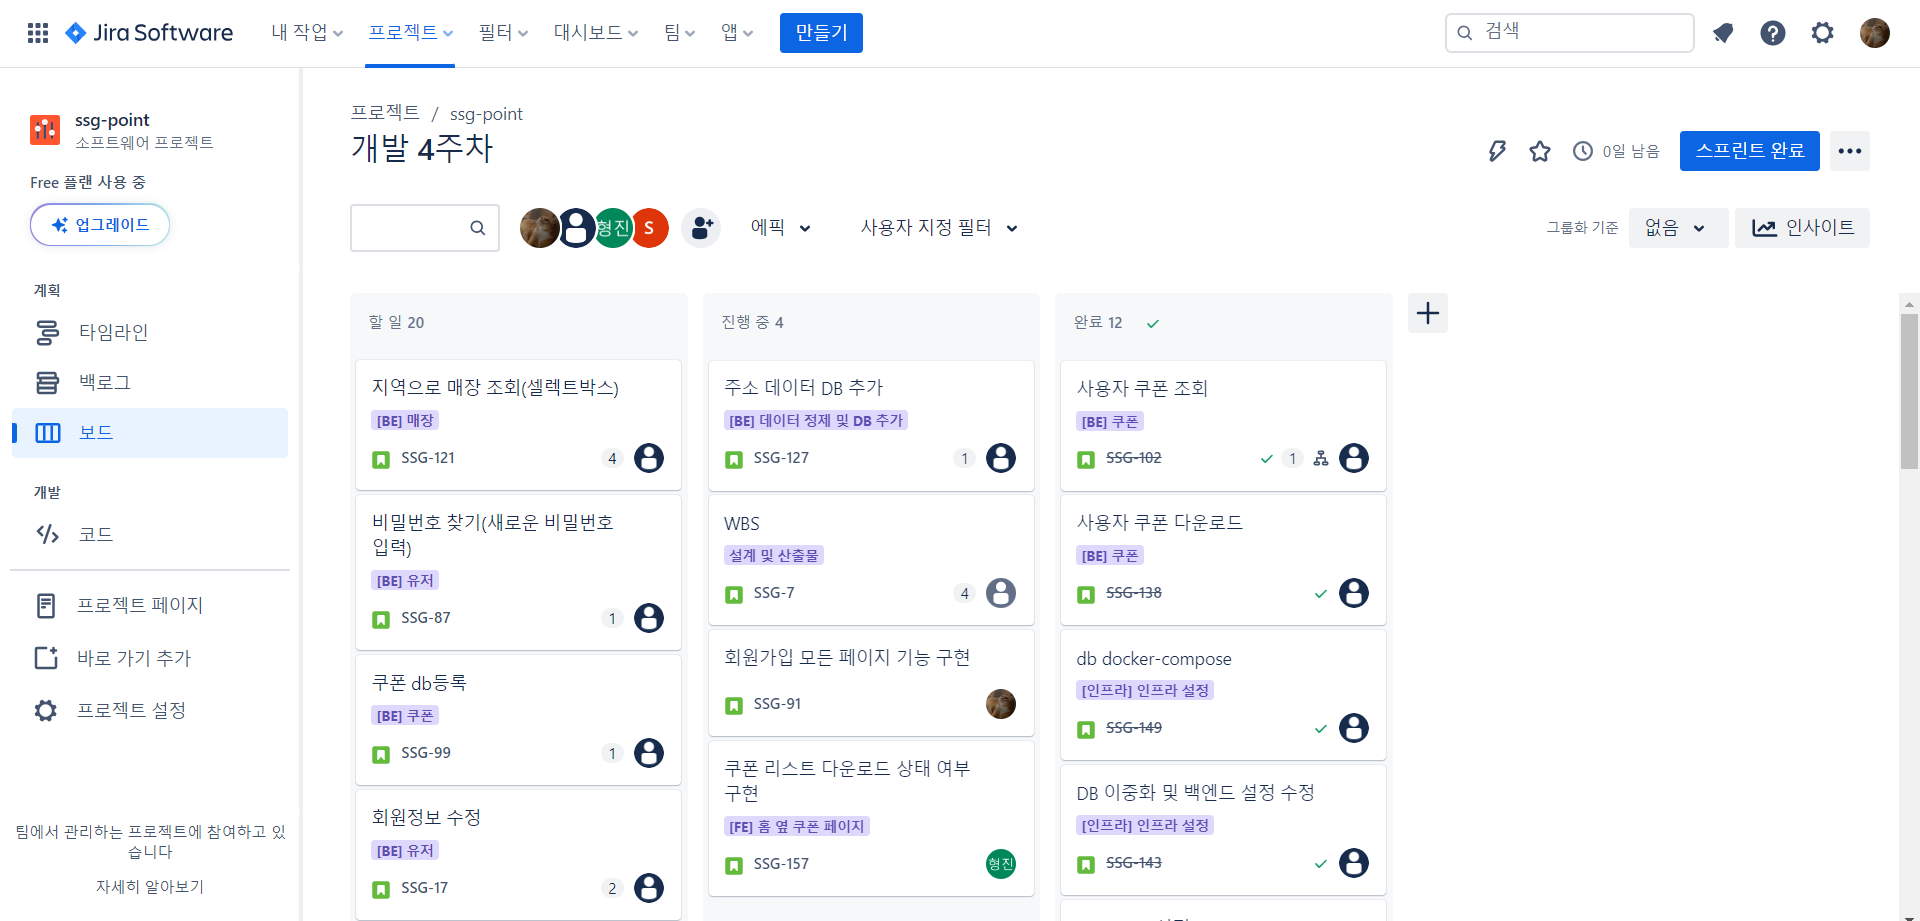 Jira Software
내 작업
프로젝트
필터
대시보드
팀
앱
만들기
검색
ssg-point
소프트웨어 프로젝트
Free 플랜 사용 중
업그레이드
계획
타임라인
백로그
보드
개발
코드
프로젝트 페이지
바로 가기 추가
프로젝트 설정
팀에서 관리하는 프로젝트에 참여하고 있
습니다
자세히 알아보기
프로젝트 / ssg-point
개발 4주차
0일 남음
스프린트 완료
형진
S
에픽
사용자 지정 필터
그룹화 기준
없음
인사이트
할 일 20
지역으로 매장 조회(셀렉트박스)
[BE] 매장
SSG-121
4
비밀번호 찾기(새로운 비밀번호
입력)
[BE] 유저
SSG-87
1
쿠폰 db등록
[BE] 쿠폰
SSG-99
1
회원정보 수정
[BE] 유저
SSG-17
2
진행 중 4
주소 데이터 DB 추가
[BE] 데이터 정제 및 DB 추가
SSG-127
1
WBS
설계 및 산출물
SSG-7
4
회원가입 모든 페이지 기능 구현
SSG-91
쿠폰 리스트 다운로드 상태 여부
구현
[FE] 홈 옆 쿠폰 페이지
SSG-157
형진
완료 12
사용자 쿠폰 조회
[BE] 쿠폰
SSG-102
1
사용자 쿠폰 다운로드
[BE] 쿠폰
SSG-138
db docker-compose
[인프라] 인프라 설정
SSG-149
DB 이중화 및 백엔드 설정 수정
[인프라] 인프라 설정
SSG-143